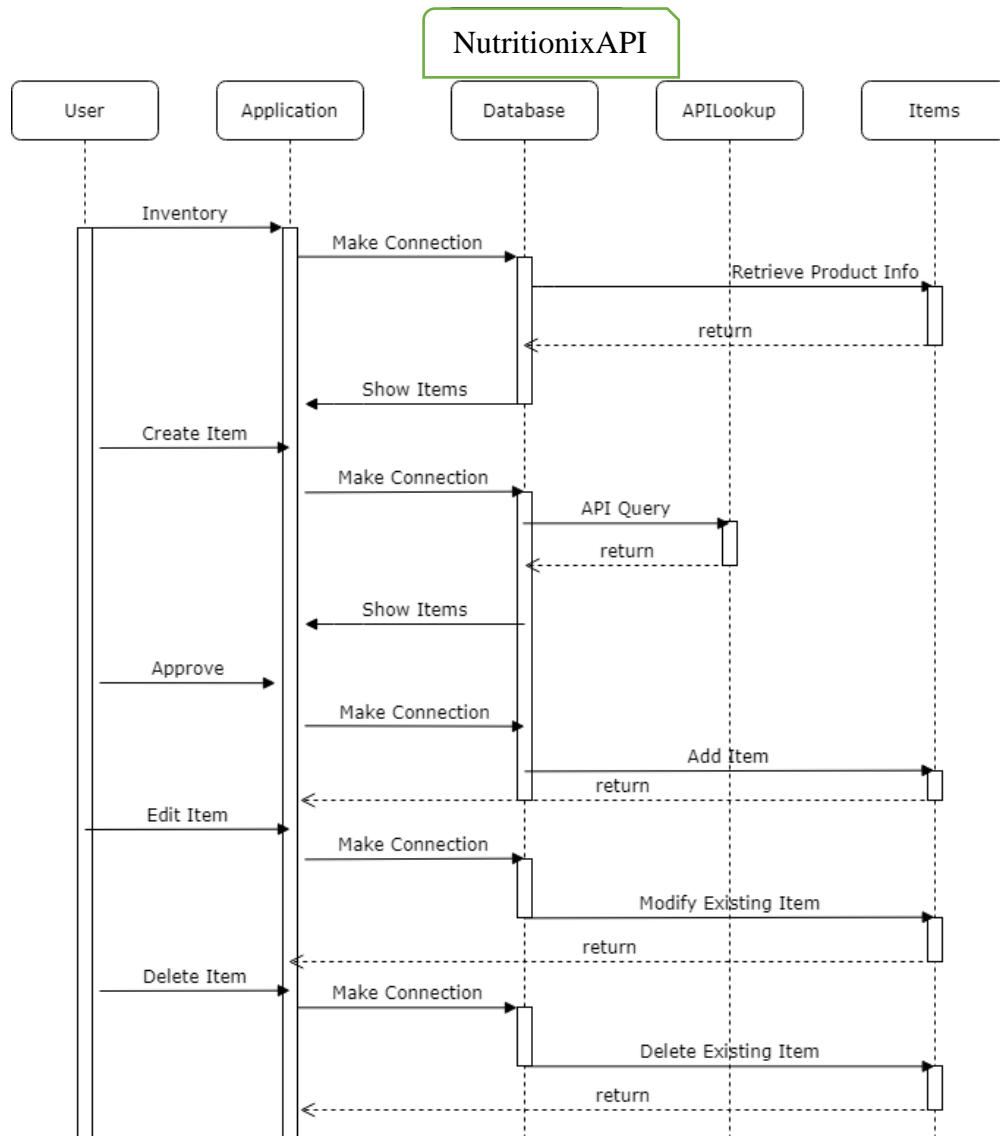 NutritionixAPI
User
Application
Database
APILookup
Items
Inventory
Make Connection
Retrieve Product Info
return
Show Items
Create Item
Make Connection
API Query
return
Show Items
Approve
Make Connection
Add Item
return
Edit Item
Make Connection
Modify Existing Item
return
Delete Item
Make Connection
Delete Existing Item
return